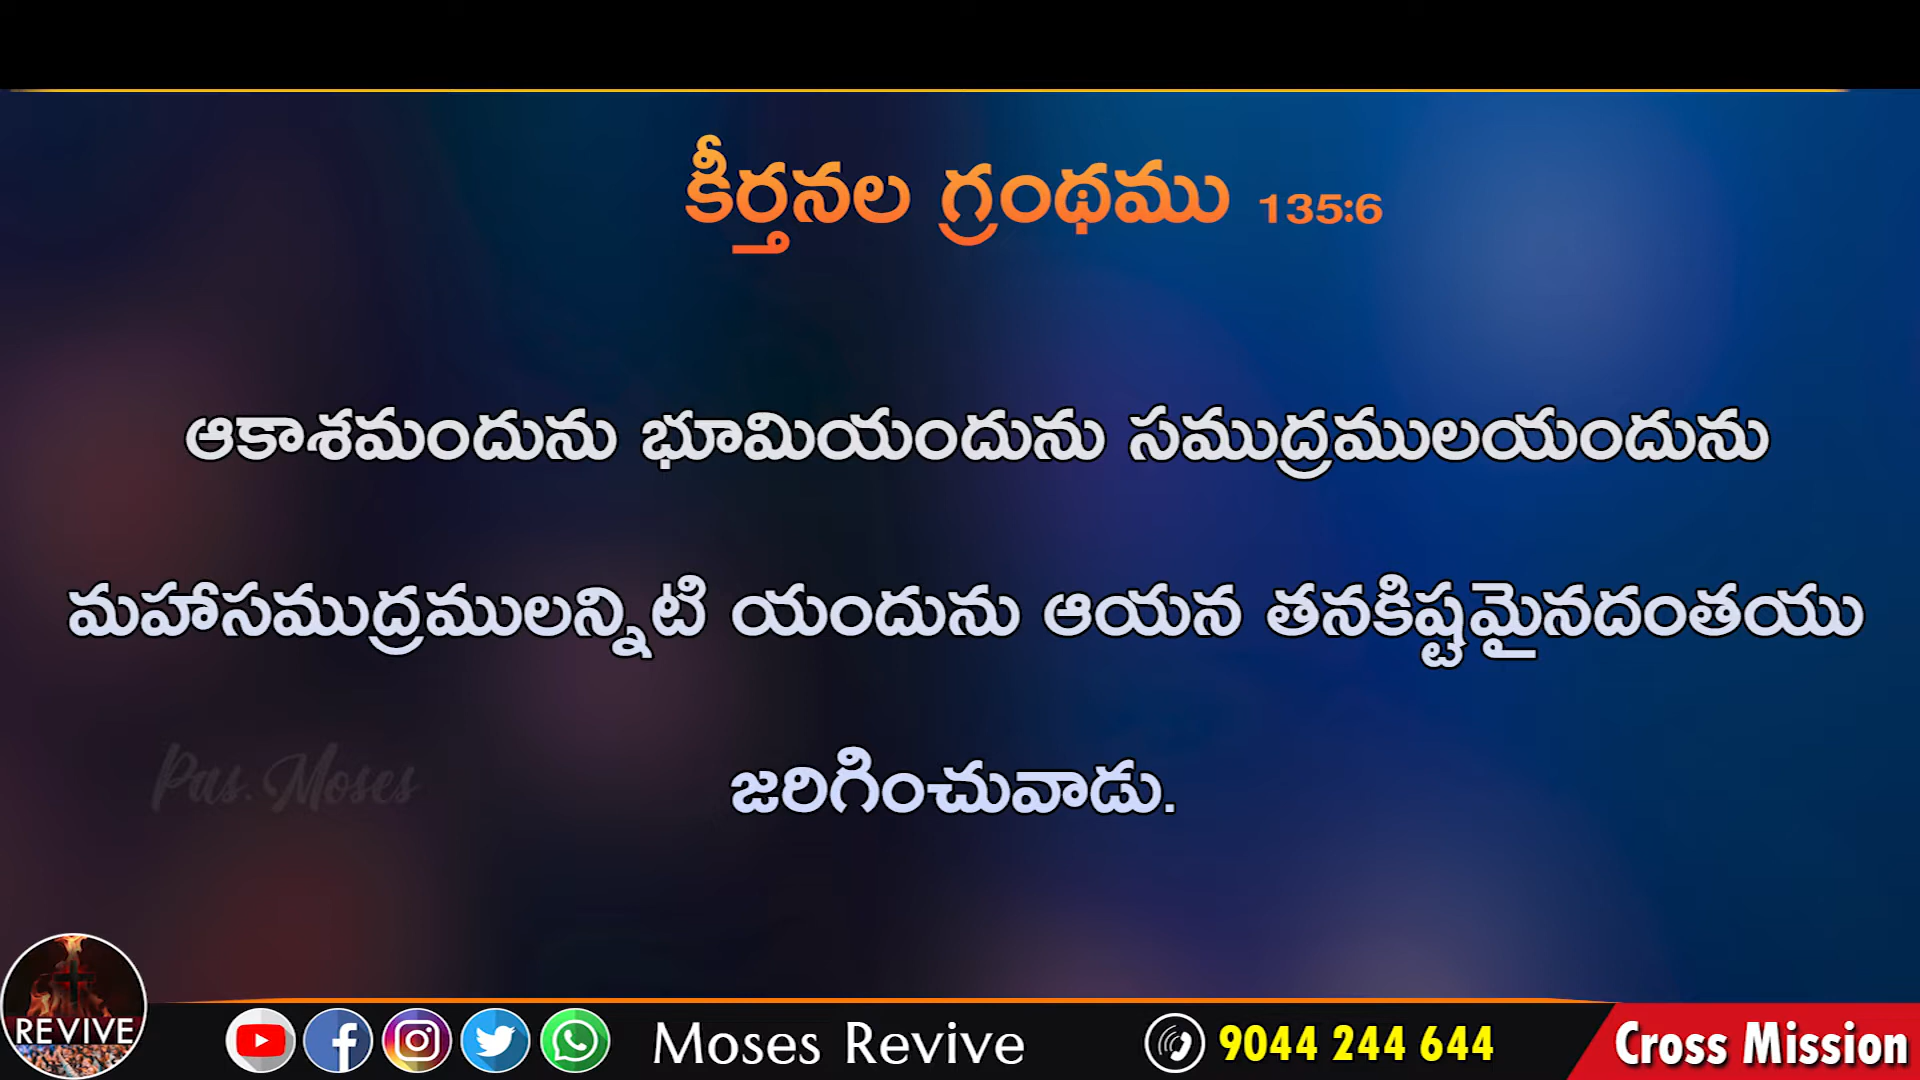 కీర్తనల గ్రంథము 135:6
ఆకాశమందును భూమియందును సముద్రములయందును
మహాసముద్రములన్నిటి యందును ఆయన తనకిష్టమైనదంతయు
జరిగించువాడు.
Pas. Moses
REVIVE
Moses Revive
9044 244 644
Cross Mission